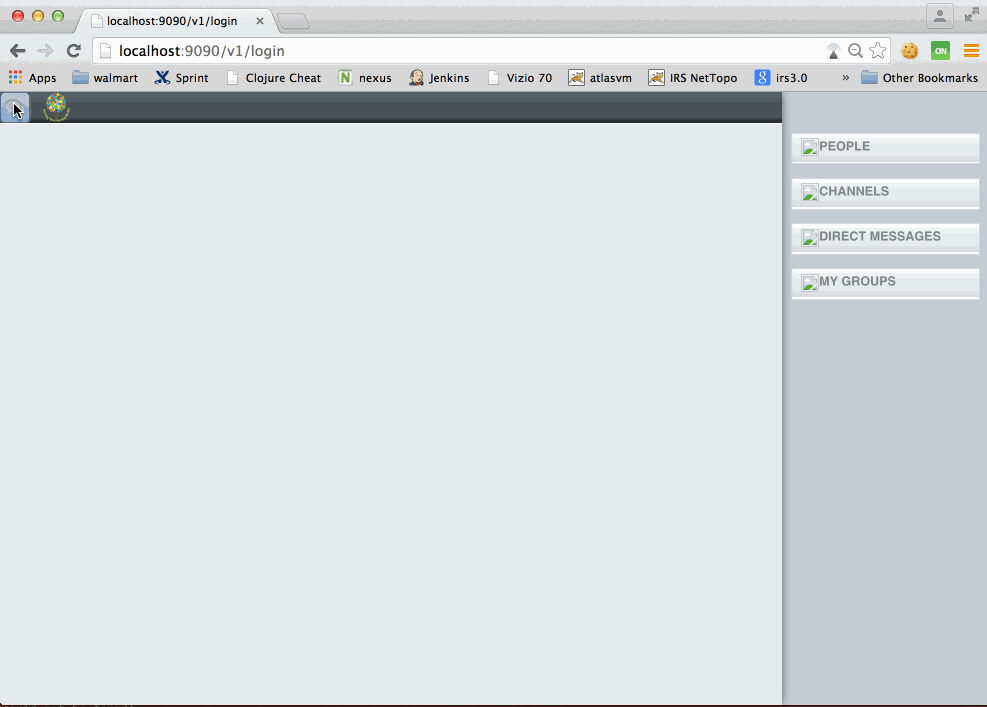 localhost:9090/v1/login
localhost:9090/v1/login
ON
Apps walmart Sprint Clojure Cheat nexus Jenkins Vizio 70 atlasvm IRS NetTopo irs3.0 » Other Bookmarks
PEOPLE
CHANNELS
DIRECT MESSAGES
MY GROUPS